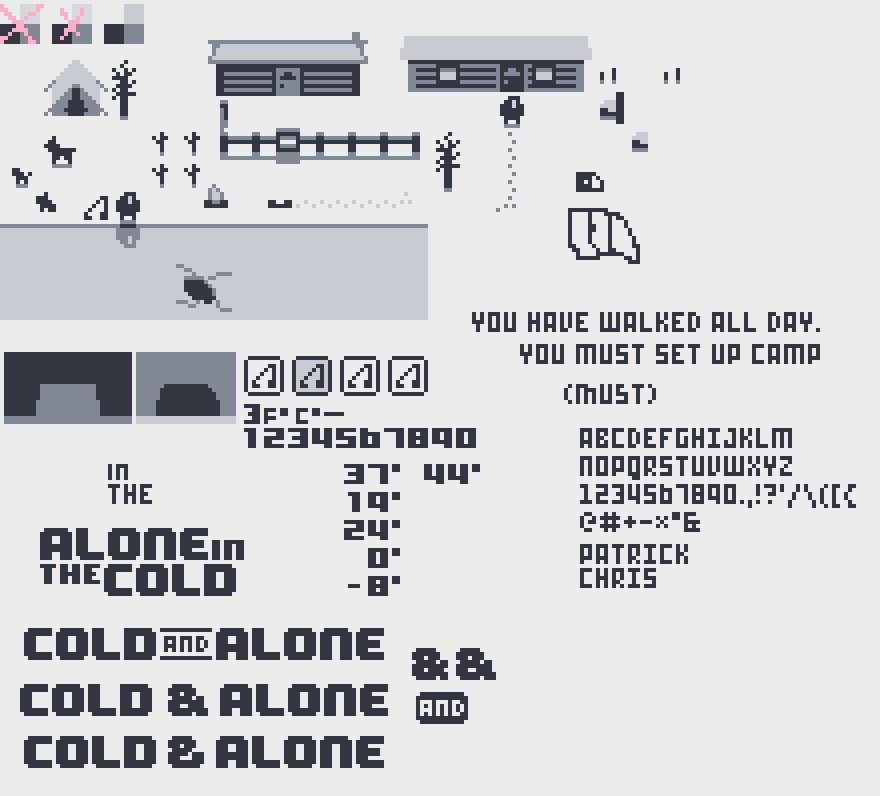 YOU HAVE WALKED ALL DAY.
YOU MUST SET UP CAMP
(MUST)
3F°C°-
1234567890
ABCDEFGHIJKLM
NOPQRSTUVWXYZ
1234567890.,!?'/\([{
@#+-×°&
PATRICK
CHRIS
37° 44°
19°
24°
0°
-8°
IN
THE
ALONE IN
THE COLD
COLD AND ALONE
&&
COLD & ALONE
AND
COLD & ALONE